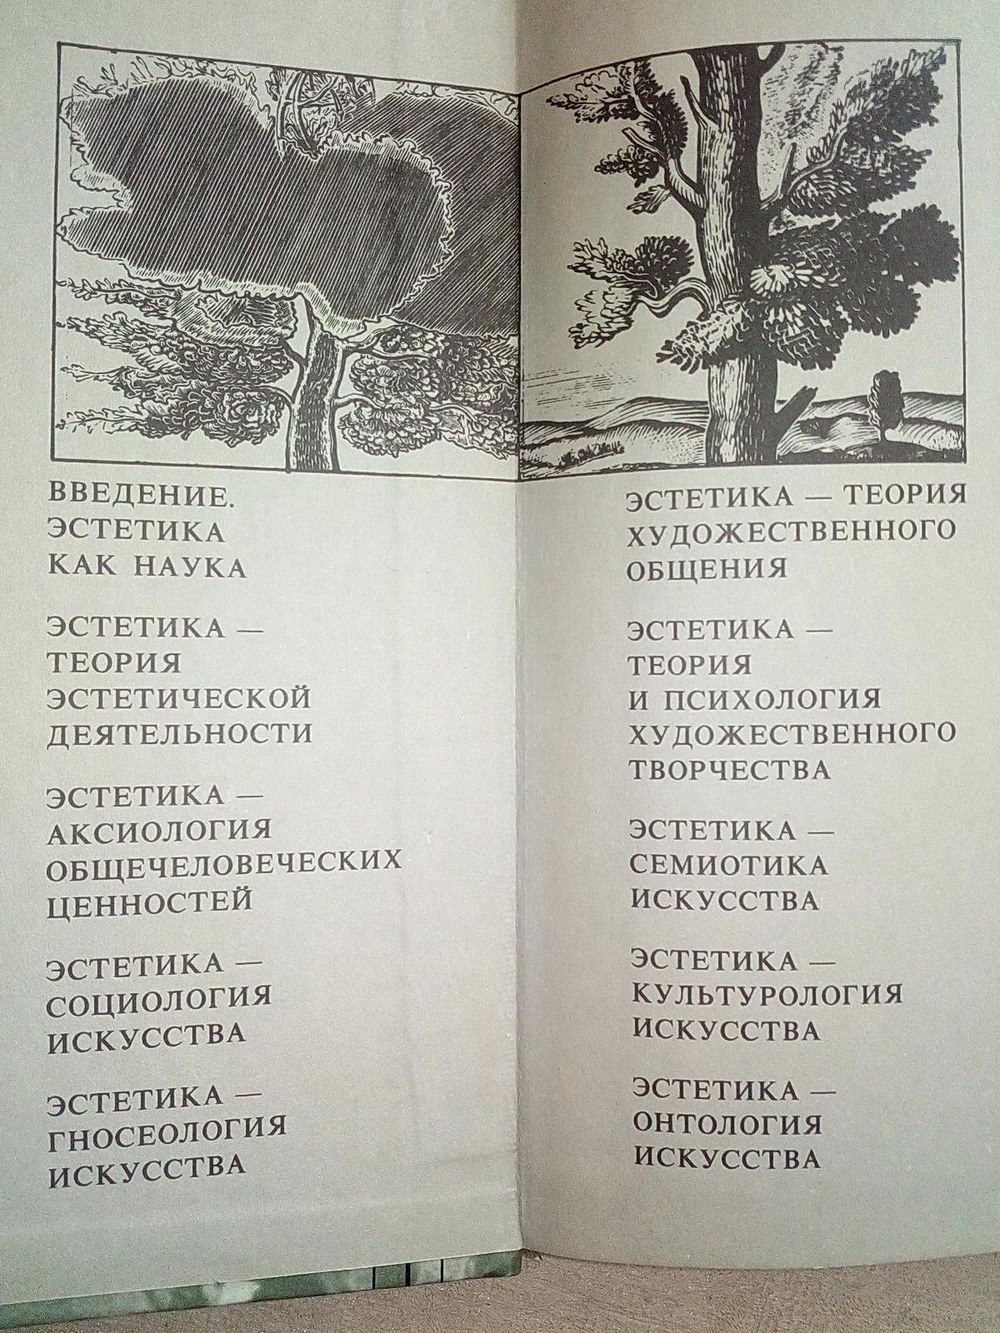 ВВЕДЕНИЕ.
ЭСТЕТИКА
КАК НАУКА
ЭСТЕТИКА —
ТЕОРИЯ
ЭСТЕТИЧЕСКОЙ
ДЕЯТЕЛЬНОСТИ
ЭСТЕТИКА —
АКСИОЛОГИЯ
ОБЩЕЧЕЛОВЕЧЕСКИХ
ЦЕННОСТЕЙ
ЭСТЕТИКА —
СОЦИОЛОГИЯ
ИСКУССТВА
ЭСТЕТИКА —
ГНОСЕОЛОГИЯ
ИСКУССТВА
ЭСТЕТИКА — ТЕОРИЯ
ХУДОЖЕСТВЕННОГО
ОБЩЕНИЯ
ЭСТЕТИКА —
ТЕОРИЯ
И ПСИХОЛОГИЯ
ХУДОЖЕСТВЕННОГО
ТВОРЧЕСТВА
ЭСТЕТИКА —
СЕМИОТИКА
ИСКУССТВА
ЭСТЕТИКА —
КУЛЬТУРОЛОГИЯ
ИСКУССТВА
ЭСТЕТИКА —
ОНТОЛОГИЯ
ИСКУССТВА